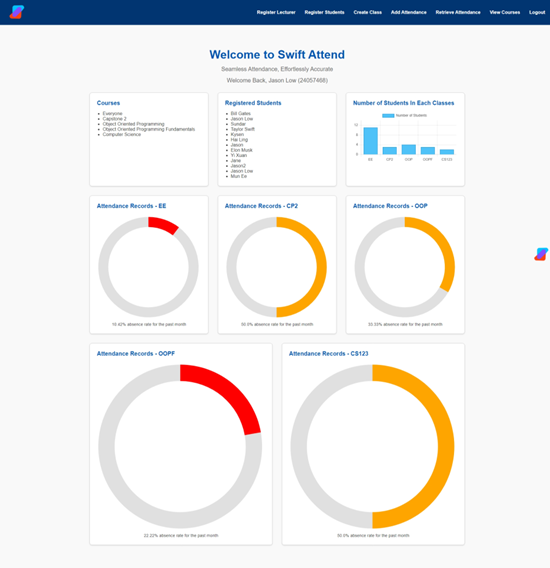 Register Lecturer Register Students Create Class Add Attendance Retrieve Attendance View Courses Logout
Welcome to Swift Attend
Seamless Attendance, Effortlessly Accurate
Welcome Back, Jason Low (24057468)
Courses
Everyone
Capstone 2
Object Oriented Programming
Object Oriented Programming Fundamentals
Computer Science
Registered Students
Bill Gates
Jason Low
Sundar
Taylor Swift
Kysen
Hai Ling
Jason
Elon Musk
Yi Xuan
Jane
Jason2
Jason Low
Mun Ee
Number of Students In Each Classes
Number of Students
EE CP2 OOP OOPF CS123
Attendance Records - EE
10.42% absence rate for the past month
Attendance Records - CP2
50.0% absence rate for the past month
Attendance Records - OOP
33.33% absence rate for the past month
Attendance Records - OOPF
22.22% absence rate for the past month
Attendance Records - CS123
50.0% absence rate for the past month